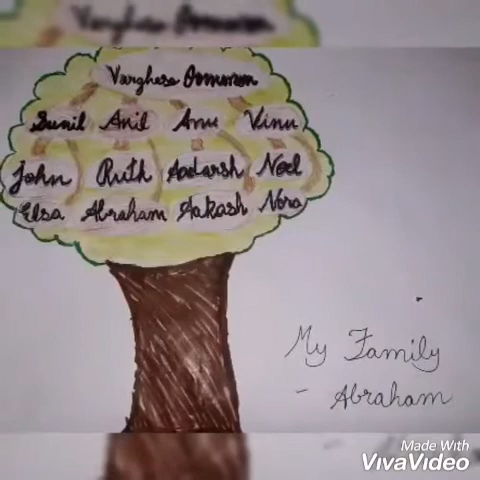 Varghese Oommen
Sunil Anil Anu Vinu
John Ruth Aadarsh Noel
Elsa Abraham Aakash Nora
My Family
- Abraham
Made With
VivaVideo